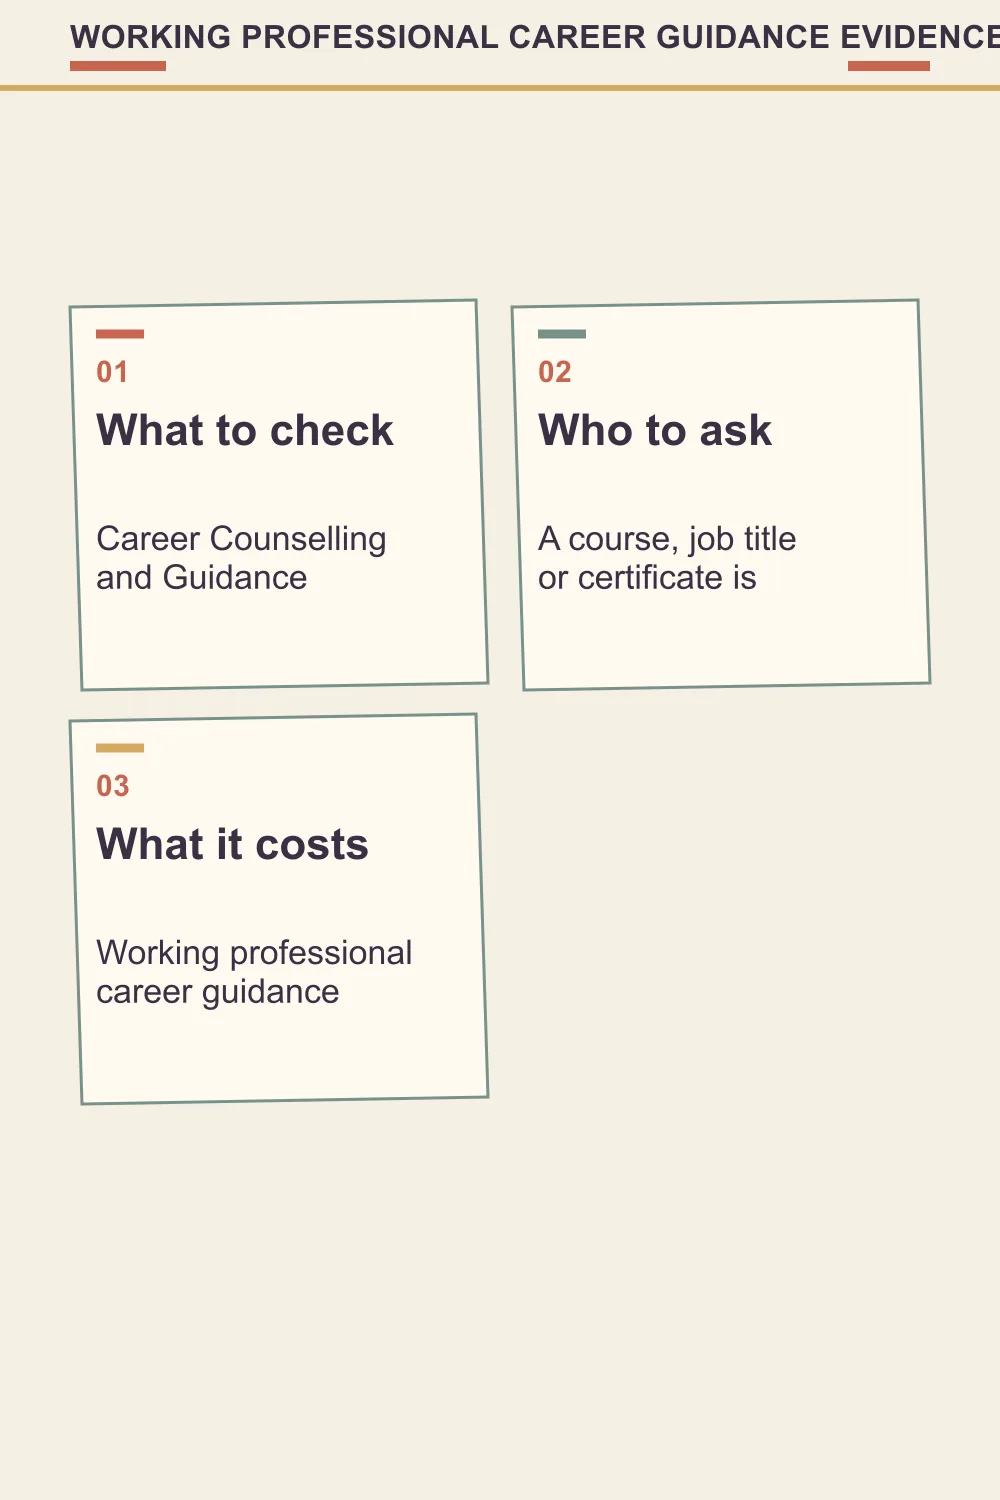 WORKING PROFESSIONAL CAREER GUIDANCE EVIDENCE
01
What to check
Career Counselling
and Guidance
02
Who to ask
A course, job title
or certificate is
03
What it costs
Working professional
career guidance